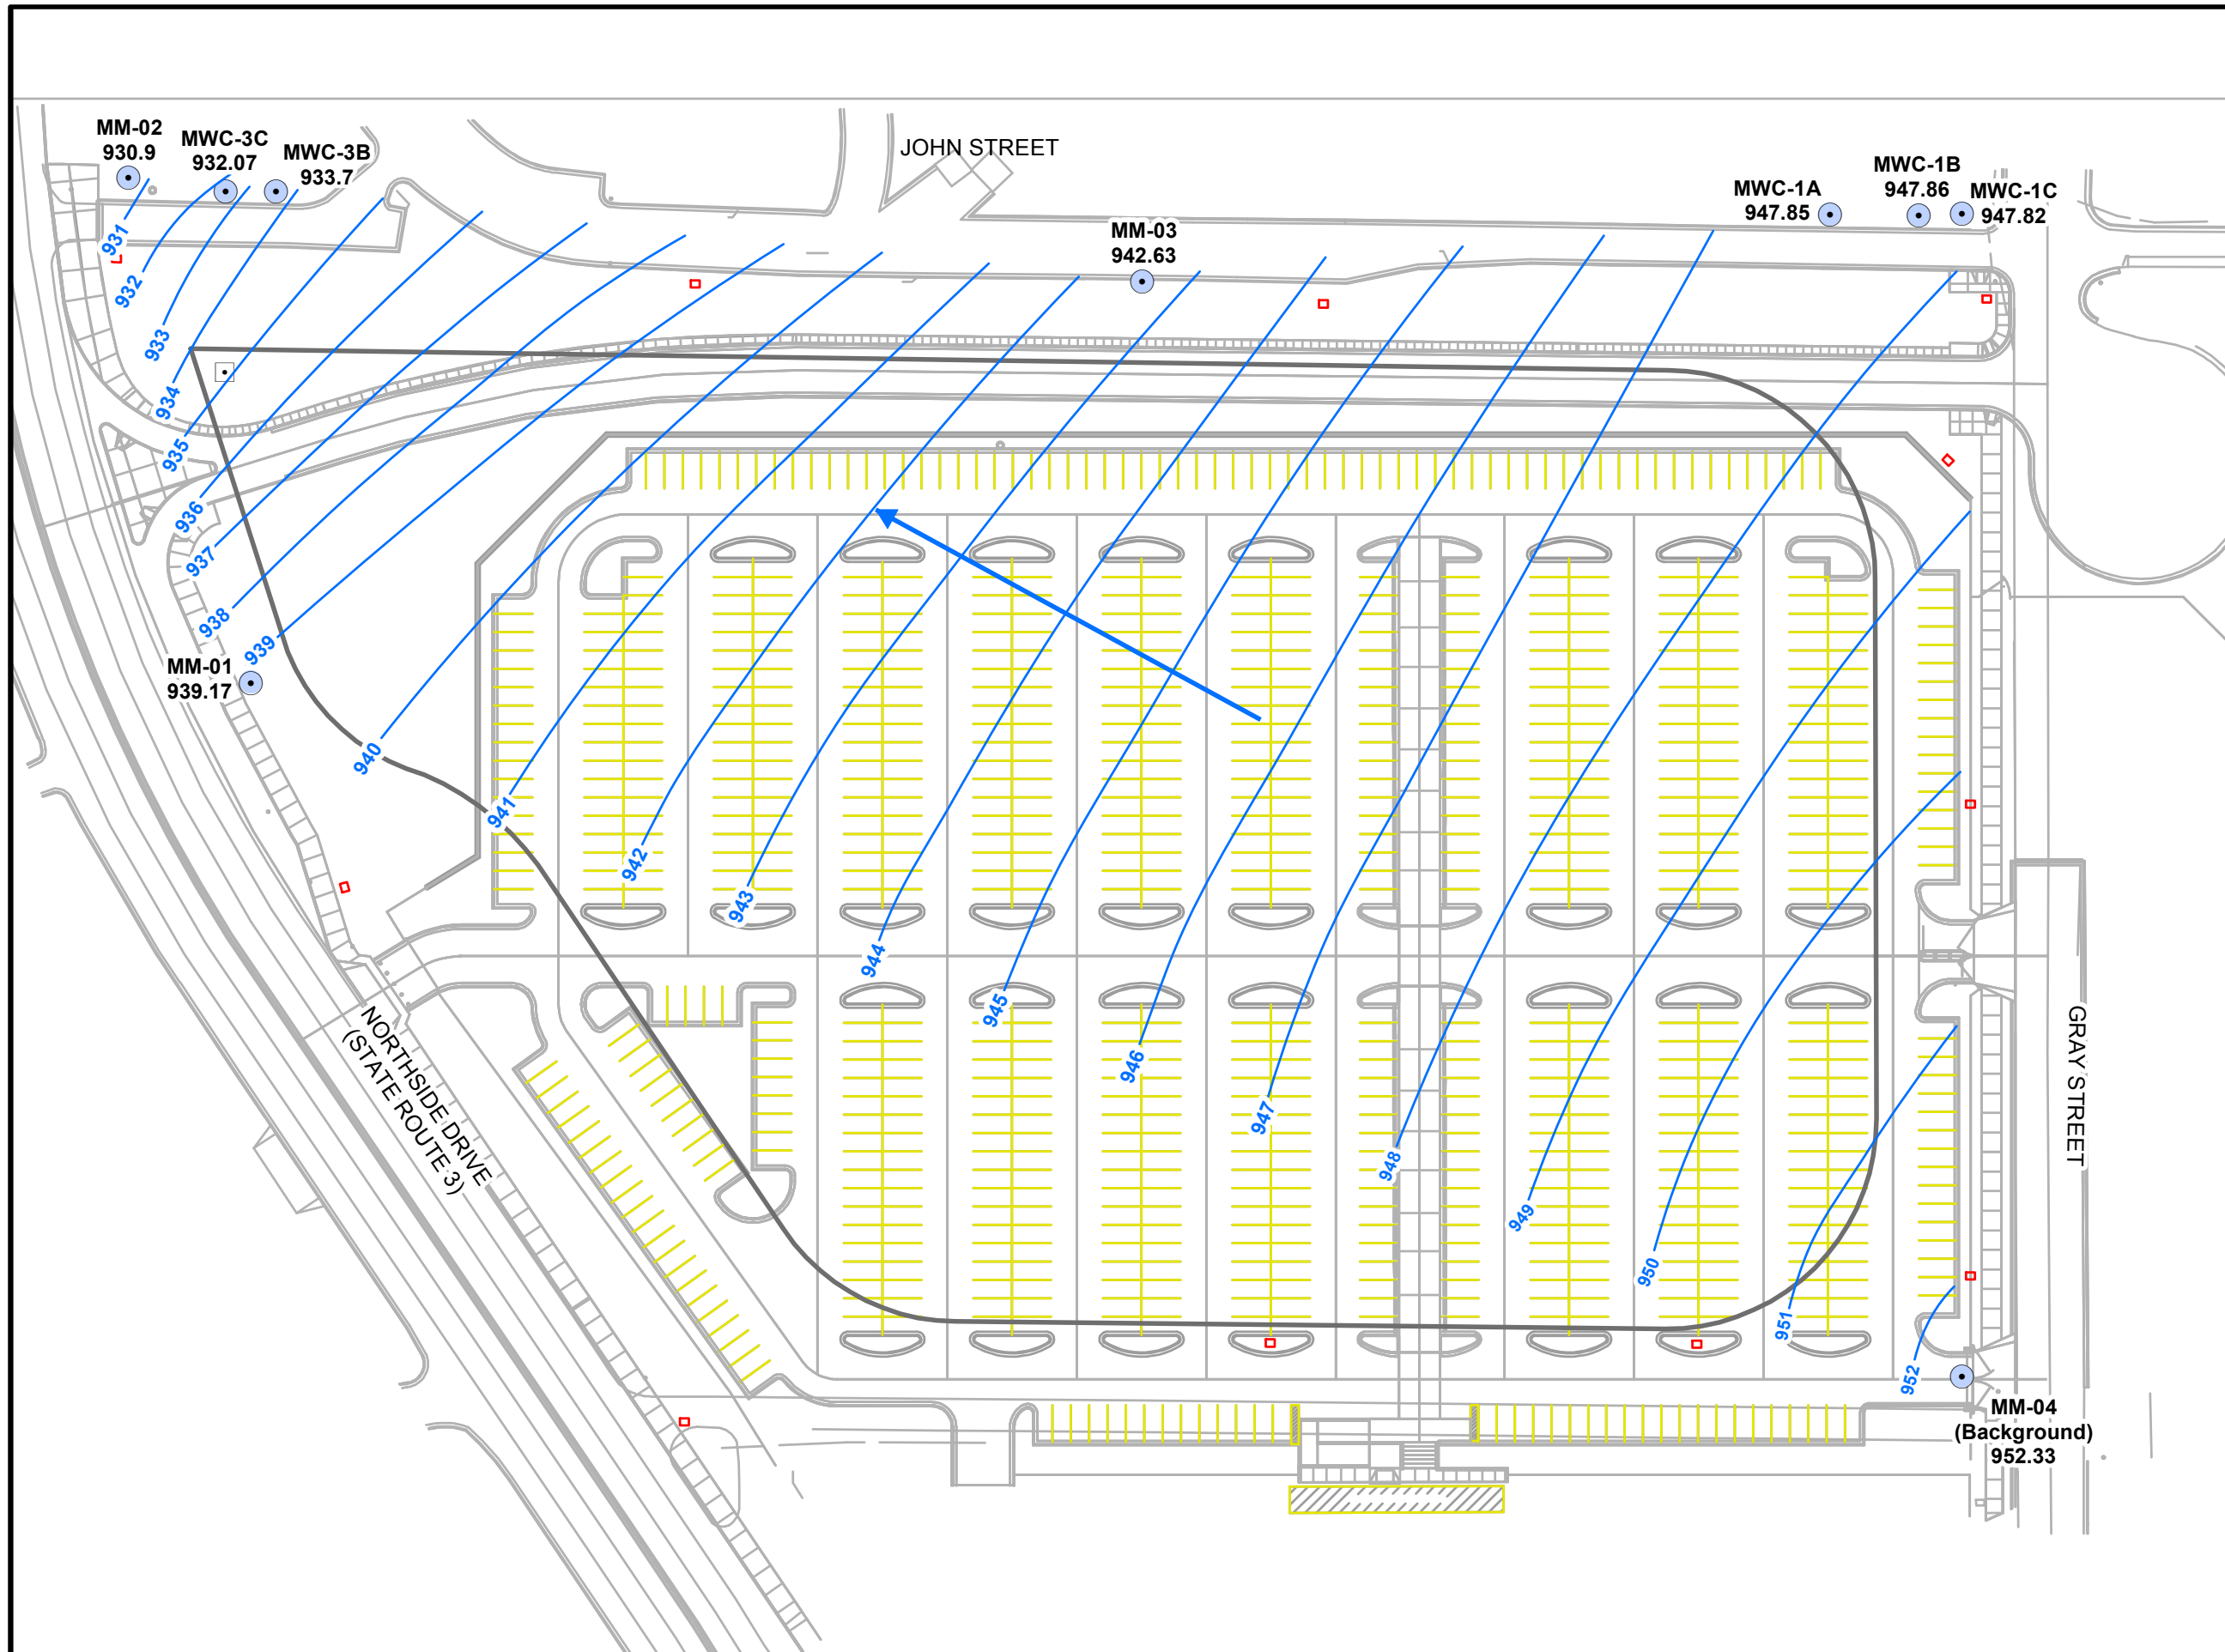 MM-02
930.9
MWC-3C
932.07
MWC-3B
933.7
JOHN STREET
MM-03
942.63
MWC-1A
947.85
MWC-1B
947.86
MWC-1C
947.82
931
932
933
934
935
936
937
938
939
MM-01
939.17
940
941
942
943
944
945
946
947
948
949
950
951
952
NORTHSIDE DRIVE
(STATE ROUTE 3)
GRAY STREET
MM-04
(Background)
952.33